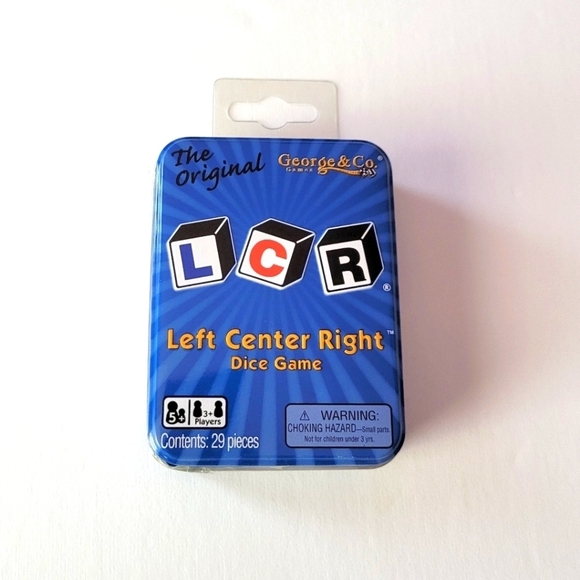 The Original
George & Co.®
Games
L C R®
Left Center Right™
Dice Game
5+
3+
Players
Contents: 29 pieces
⚠ WARNING:
CHOKING HAZARD—Small parts
Not for children under 3 yrs.